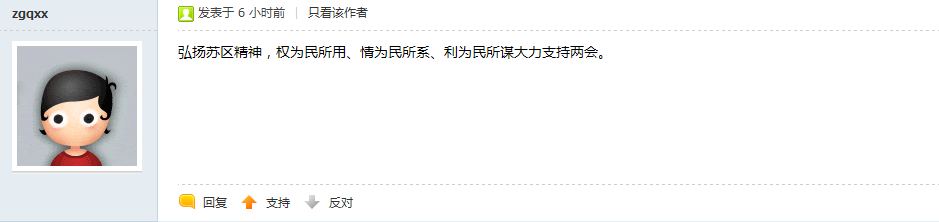 zgqxx
发表于 6 小时前 | 只看该作者
弘扬苏区精神，权为民所用、情为民所系、利为民所谋大力支持两会。
回复 支持 反对